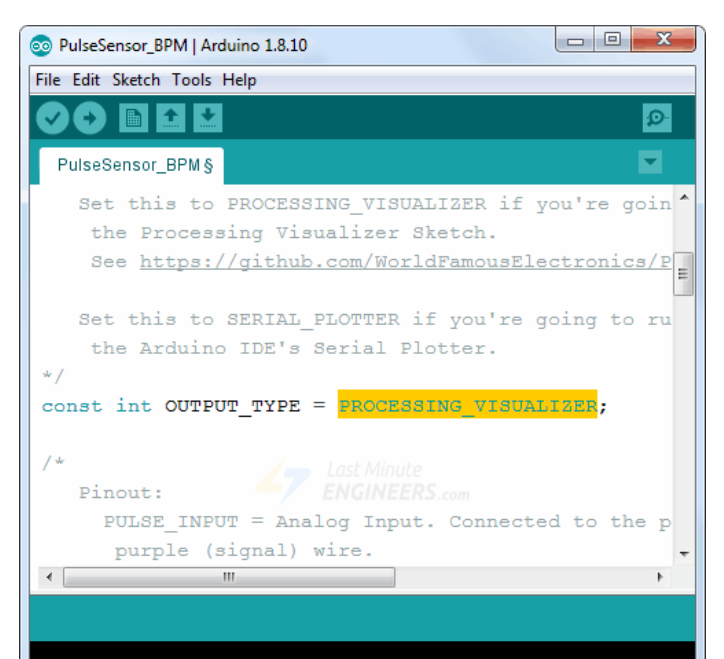 PulseSensor_BPM | Arduino 1.8.10
File Edit Sketch Tools Help
PulseSensor_BPM §
Set this to PROCESSING_VISUALIZER if you're goin
the Processing Visualizer Sketch.
See https://github.com/WorldFamousElectronics/P
Set this to SERIAL_PLOTTER if you're going to ru
the Arduino IDE's Serial Plotter.
*/
const int OUTPUT_TYPE = PROCESSING_VISUALIZER;
/*
Last Minute
ENGINEERS.com
Pinout:
PULSE_INPUT = Analog Input. Connected to the p
purple (signal) wire.